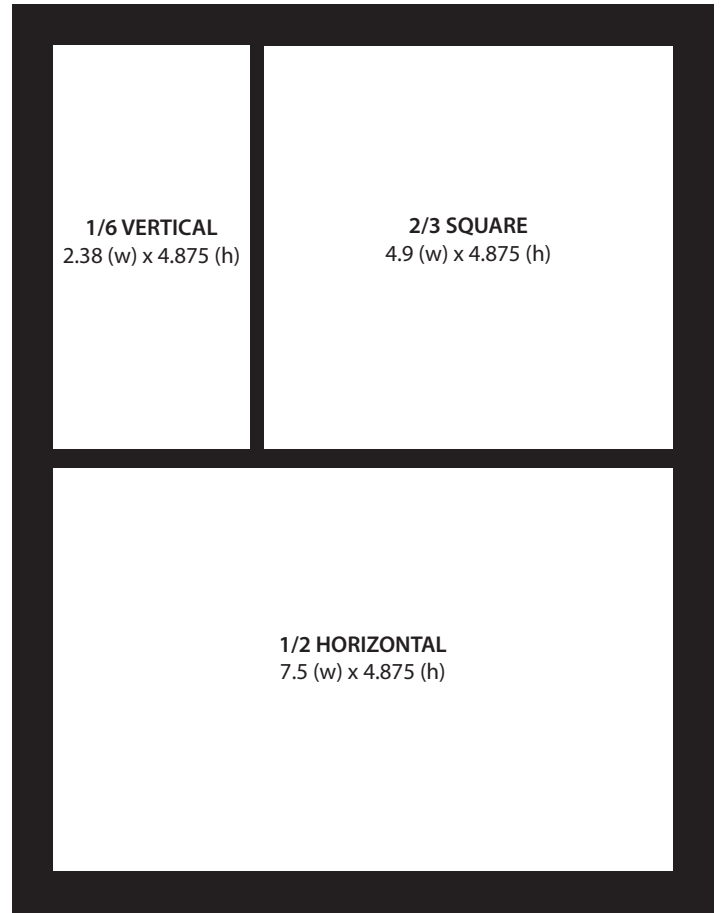 1/6 VERTICAL
2.38 (w) x 4.875 (h)
2/3 SQUARE
4.9 (w) x 4.875 (h)
1/2 HORIZONTAL
7.5 (w) x 4.875 (h)